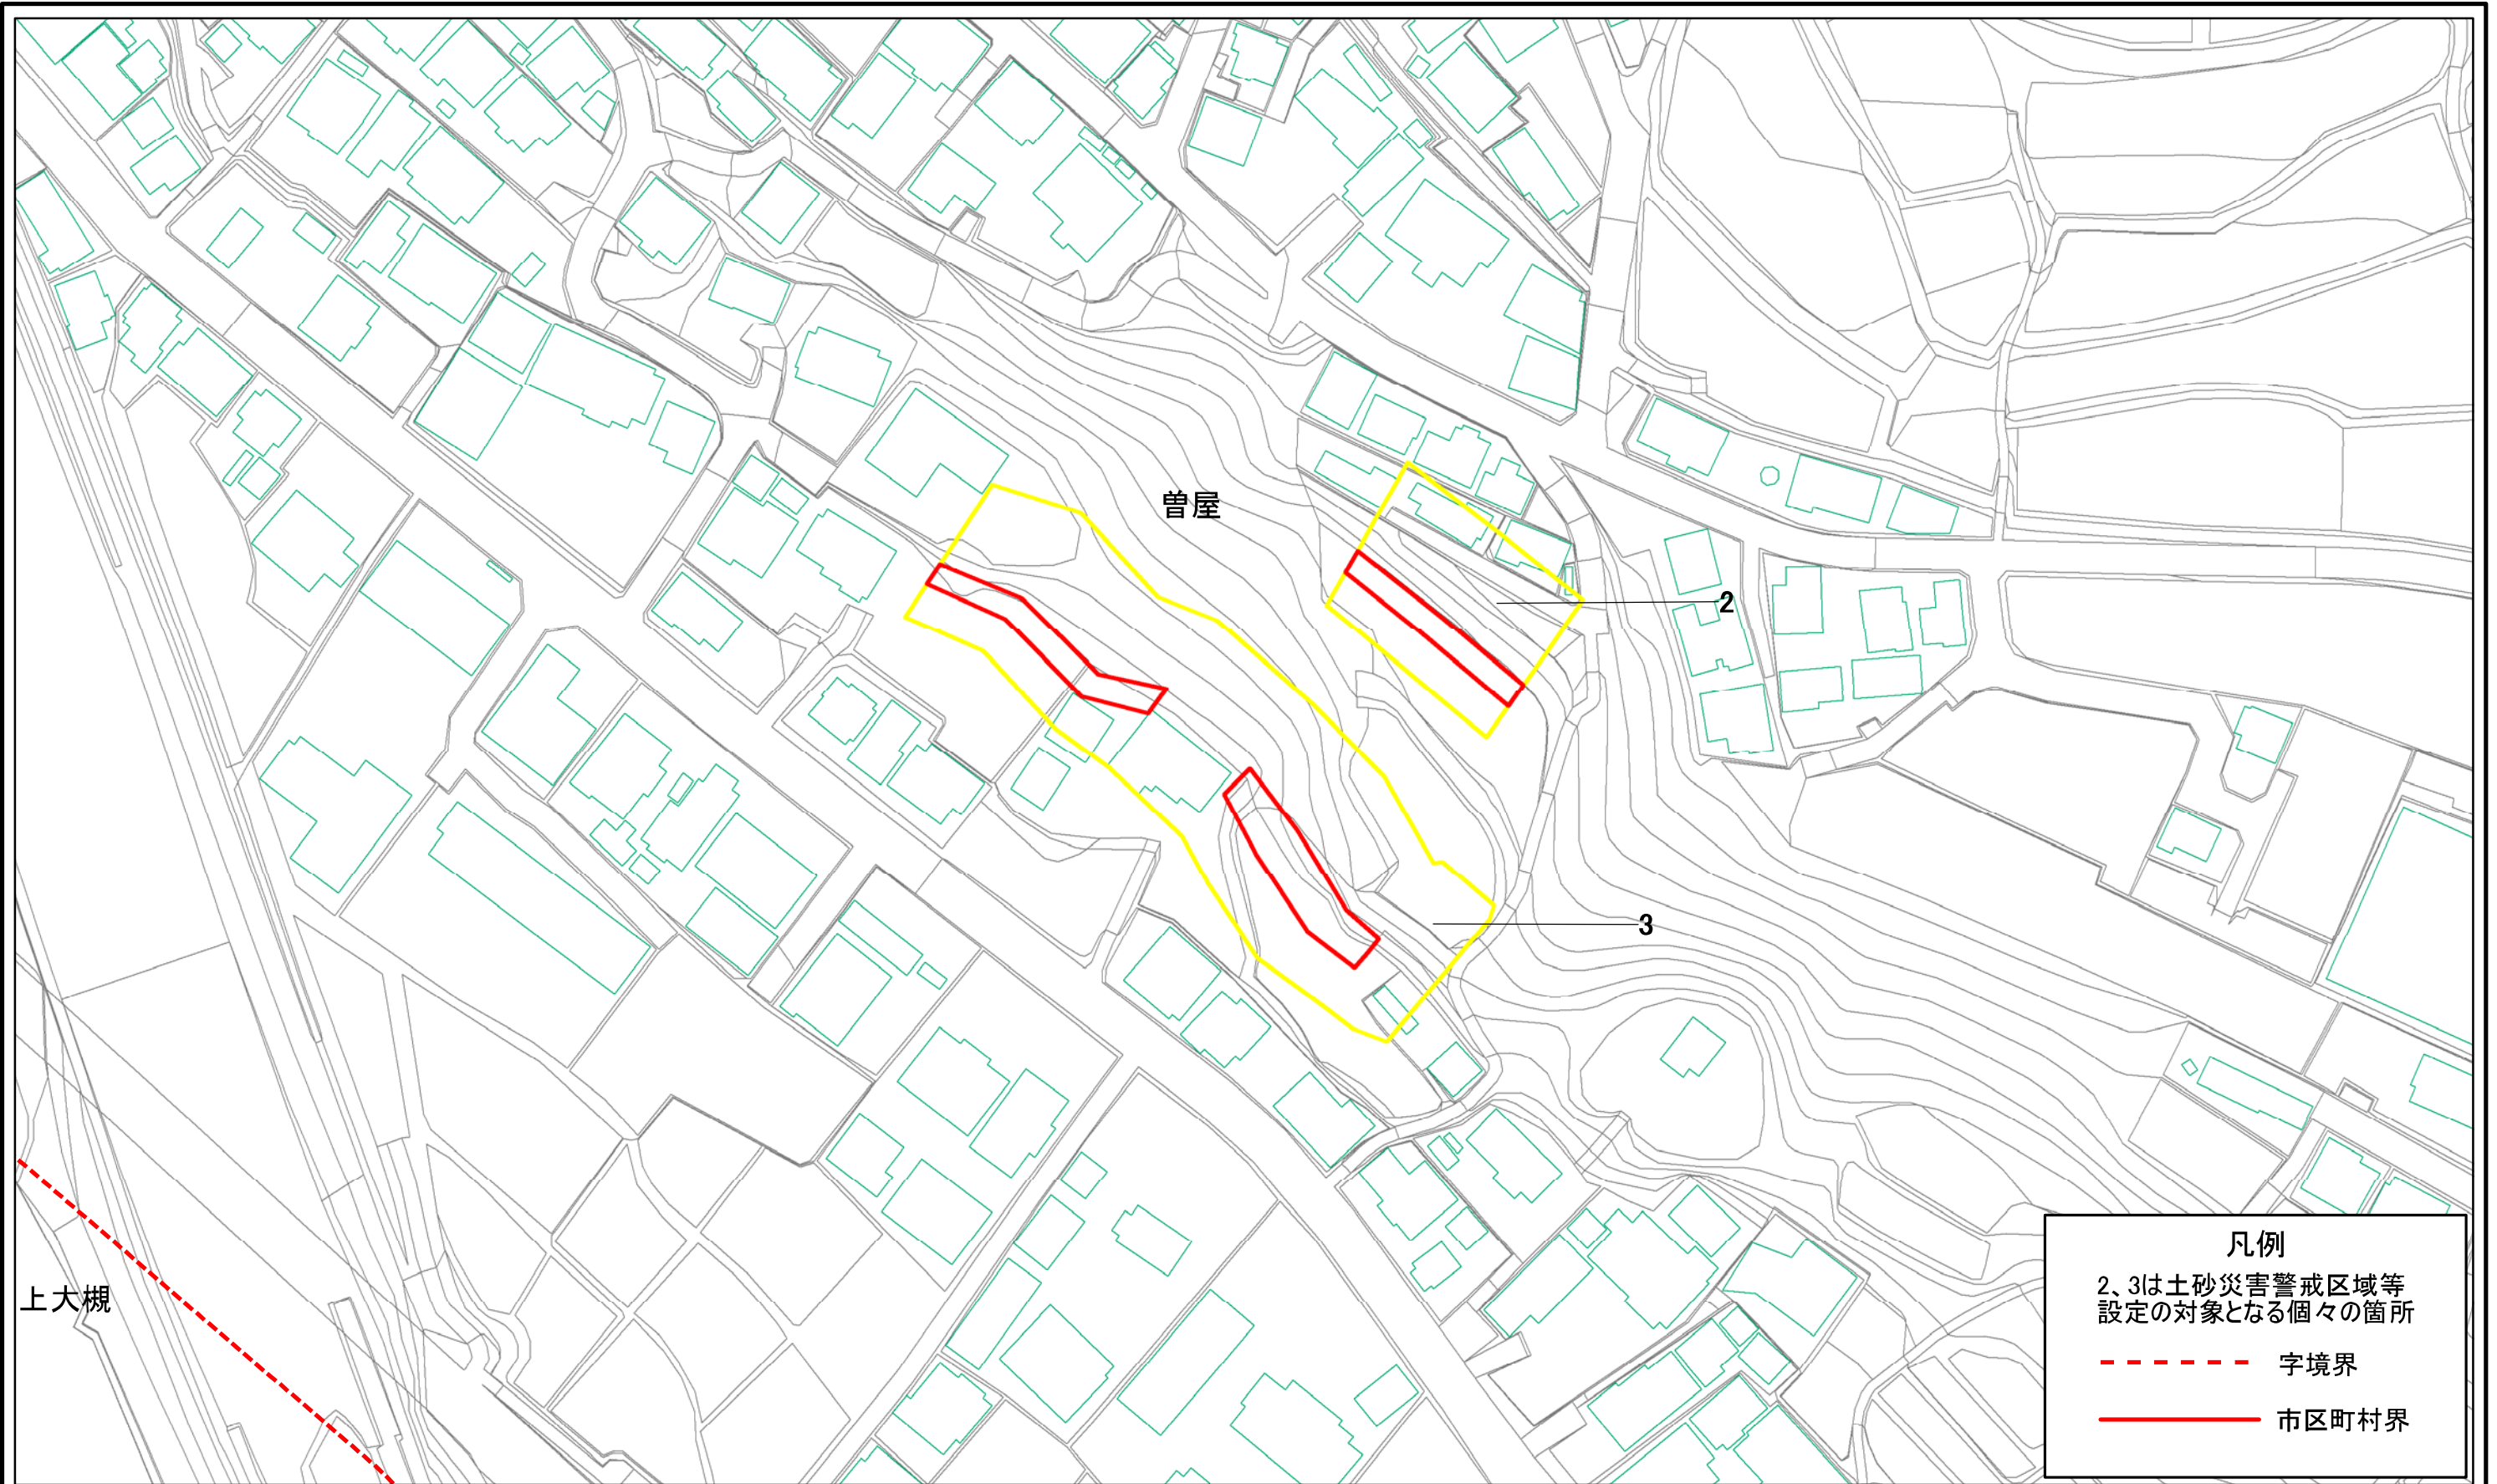 曽屋
2
3
上大槻
凡例
2、3は土砂災害警戒区域等
設定の対象となる個々の箇所
字境界
市区町村界